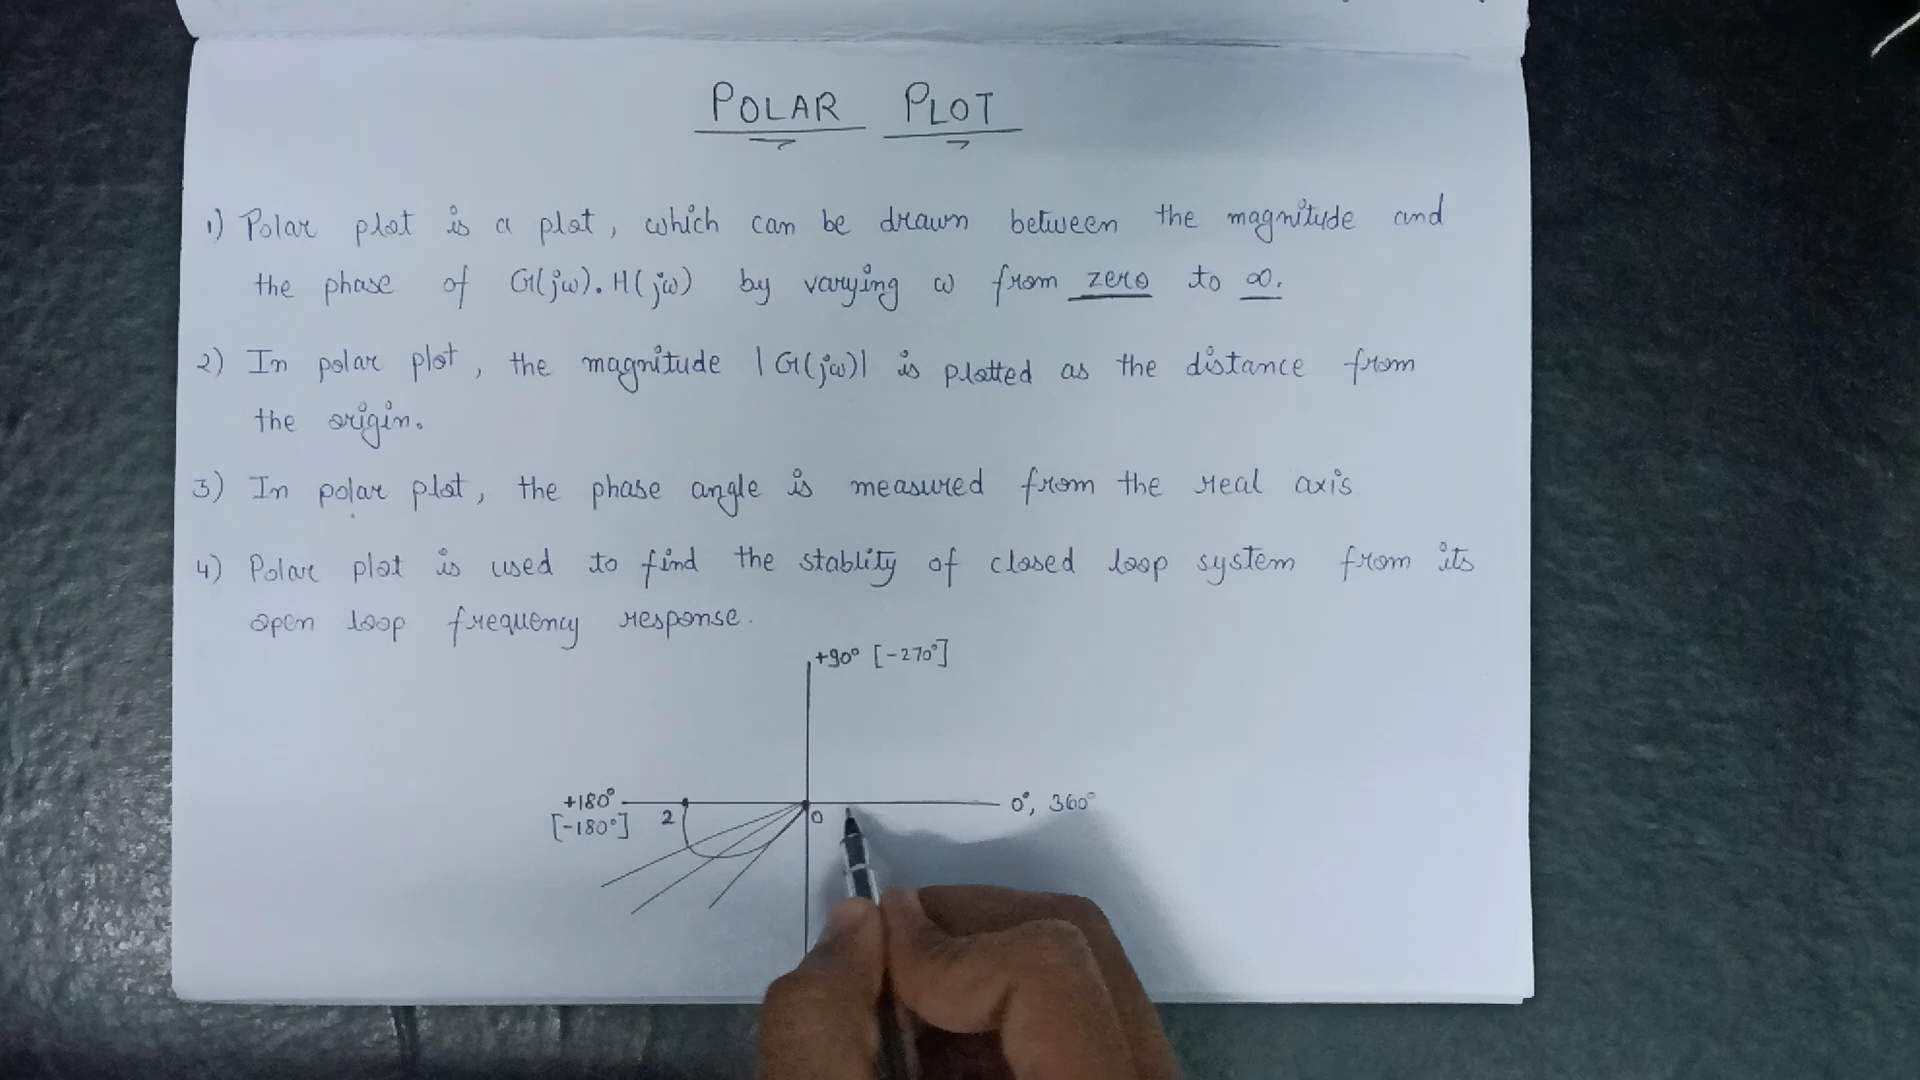 POLAR PLOT
1) Polar plot is a plot, which can be drawn between the magnitude and
the phase of G(jω).H(jω) by varying ω from zero to ∞.
2) In polar plot, the magnitude |G(jω)| is plotted as the distance from
the origin.
3) In polar plot, the phase angle is measured from the real axis
4) Polar plot is used to find the stablity of closed loop system from its
open loop frequency response.
+90° [-270°]
+180°
0°, 360°
[-180°]
2
0